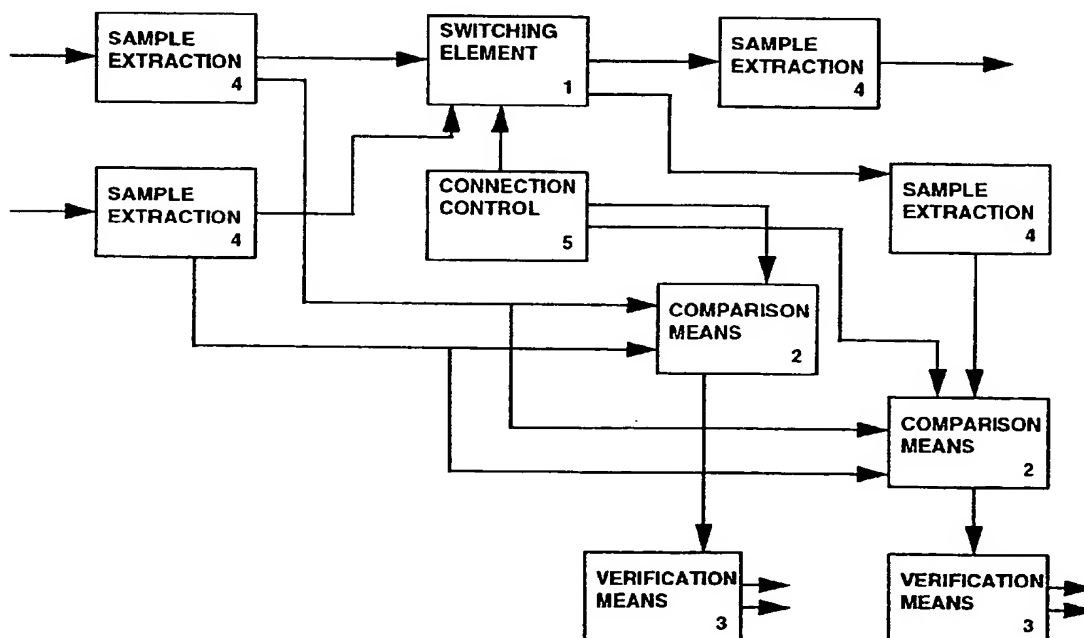 SAMPLE
EXTRACTION
4
SWITCHING
ELEMENT
1
SAMPLE
EXTRACTION
4
SAMPLE
EXTRACTION
4
CONNECTION
CONTROL
5
SAMPLE
EXTRACTION
4
COMPARISON
MEANS
2
COMPARISON
MEANS
2
VERIFICATION
MEANS
3
VERIFICATION
MEANS
3